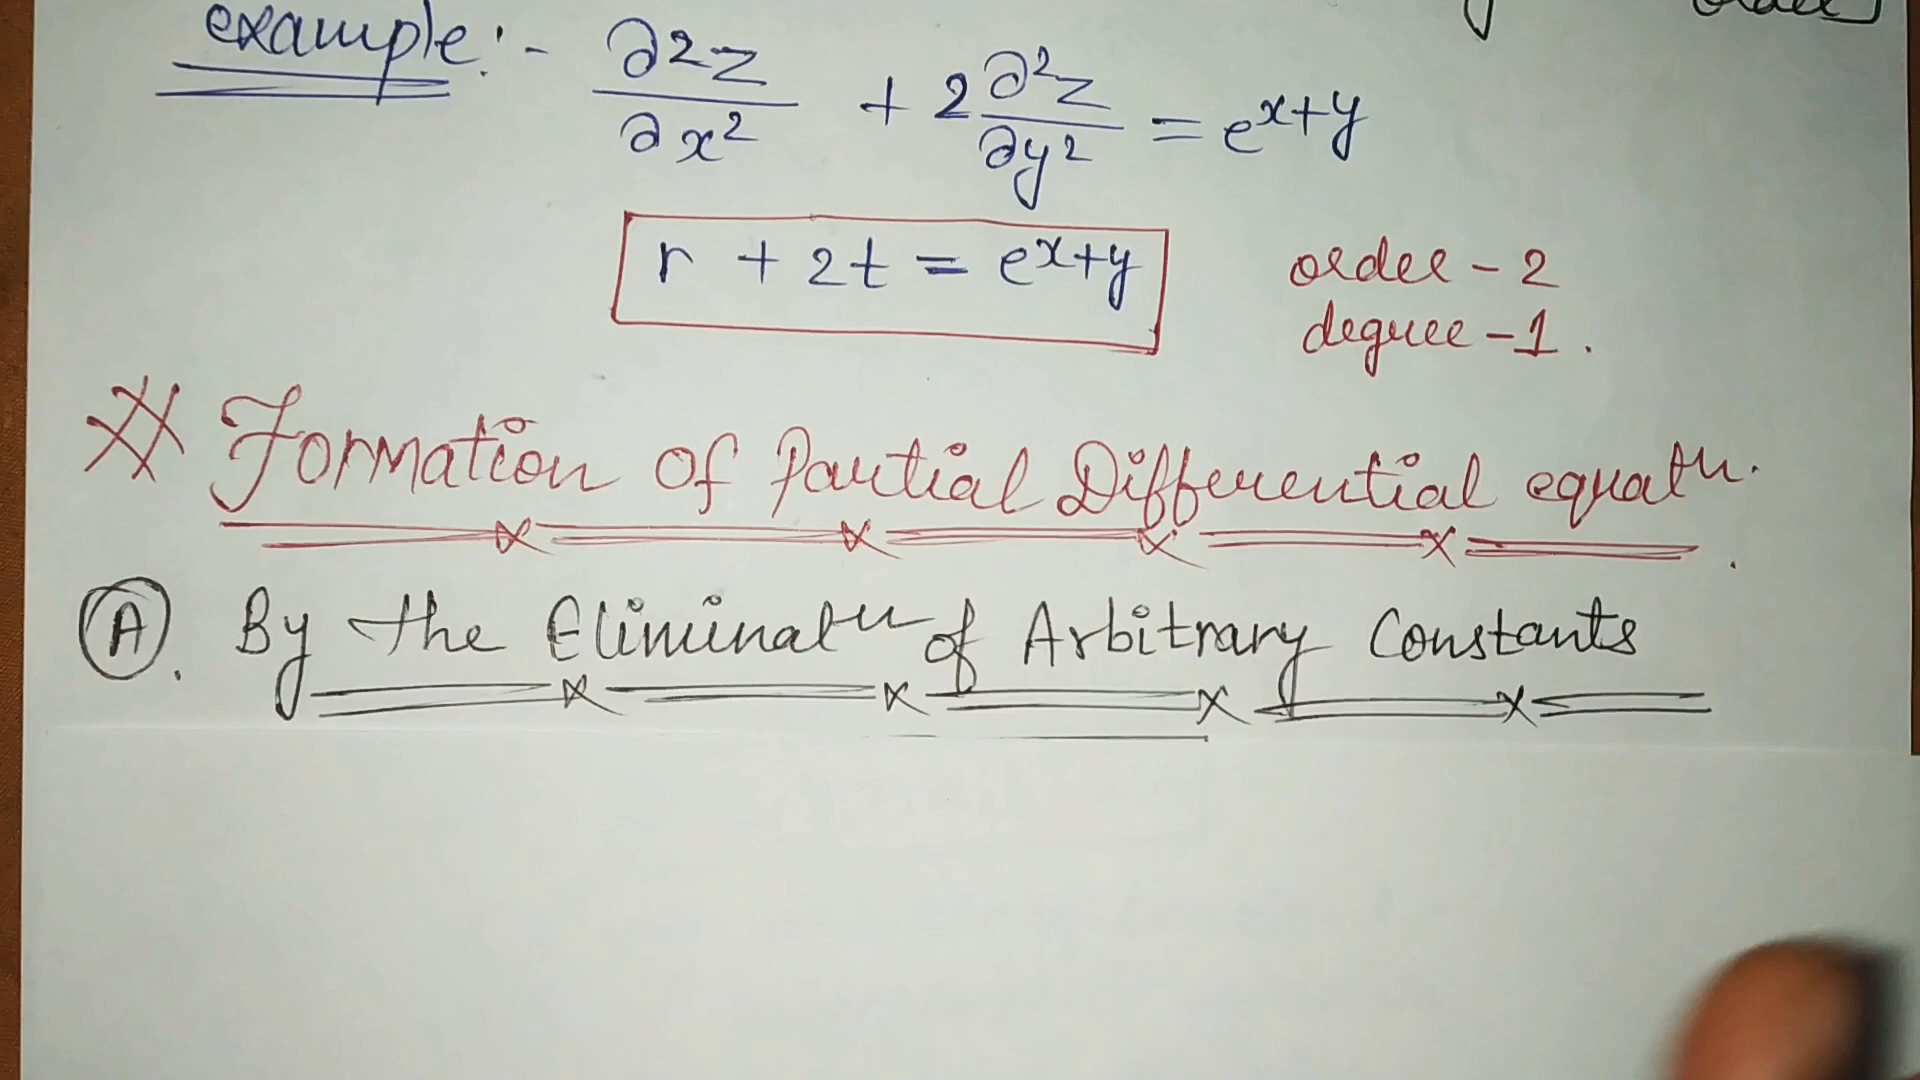 order]
example:- ∂²z/∂x² + 2 ∂²z/∂y² = e^x+y
r + 2t = e^x+y
order - 2
degree - 1.
※ Formation of Partial Differential equatn.
(A). By the Eliminatn of Arbitrary Constants